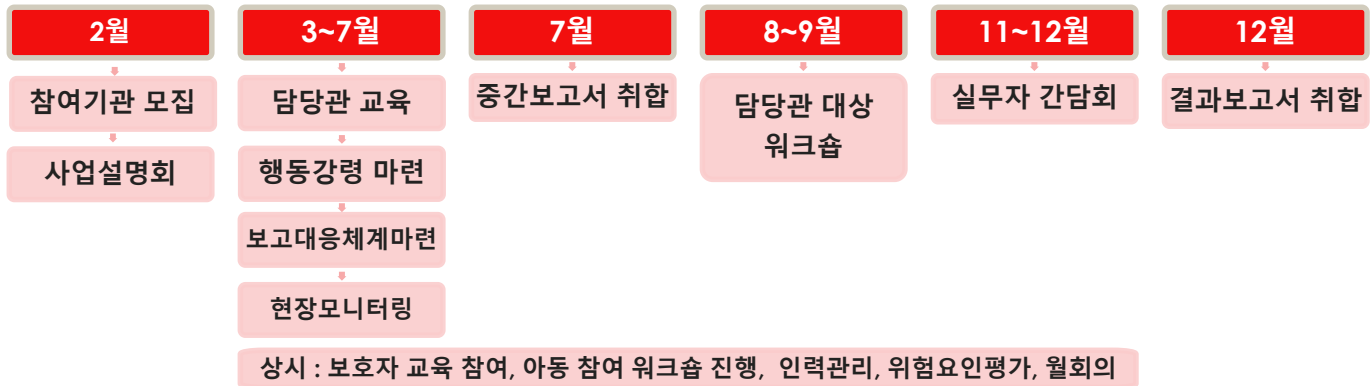 2월
참여기관 모집
사업설명회
3~7월
담당관 교육
행동강령 마련
보고대응체계마련
현장모니터링
7월
중간보고서 취합
8~9월
담당관 대상
워크숍
11~12월
실무자 간담회
12월
결과보고서 취합
상시 : 보호자 교육 참여, 아동 참여 워크숍 진행, 인력관리, 위험요인평가, 월회의